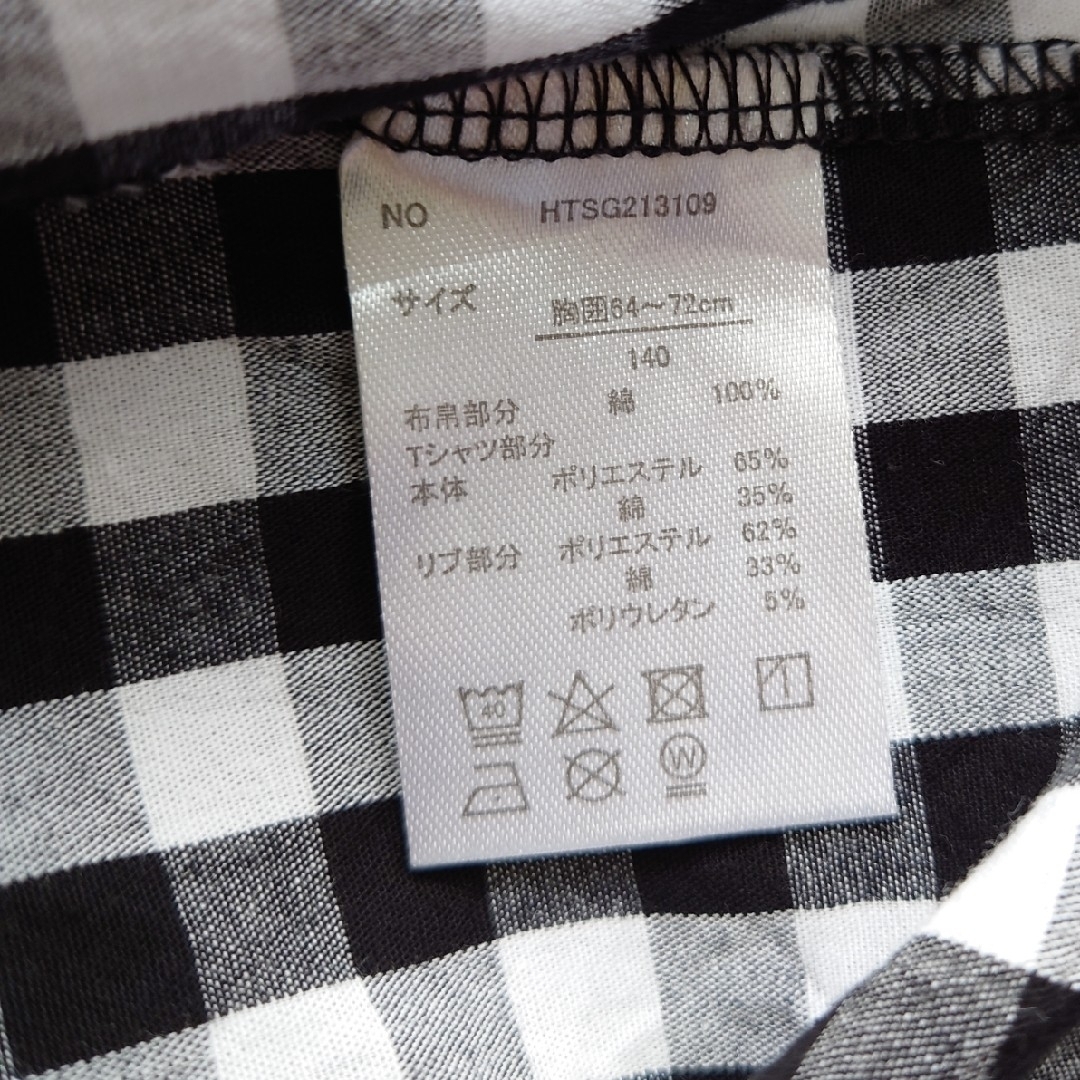 NO HTSG213109
サイズ 胸囲64～72cm
140
布帛部分 綿 100%
Tシャツ部分
本体 ポリエステル 65%
綿 35%
リブ部分 ポリエステル 62%
綿 33%
ポリウレタン 5%
40
W